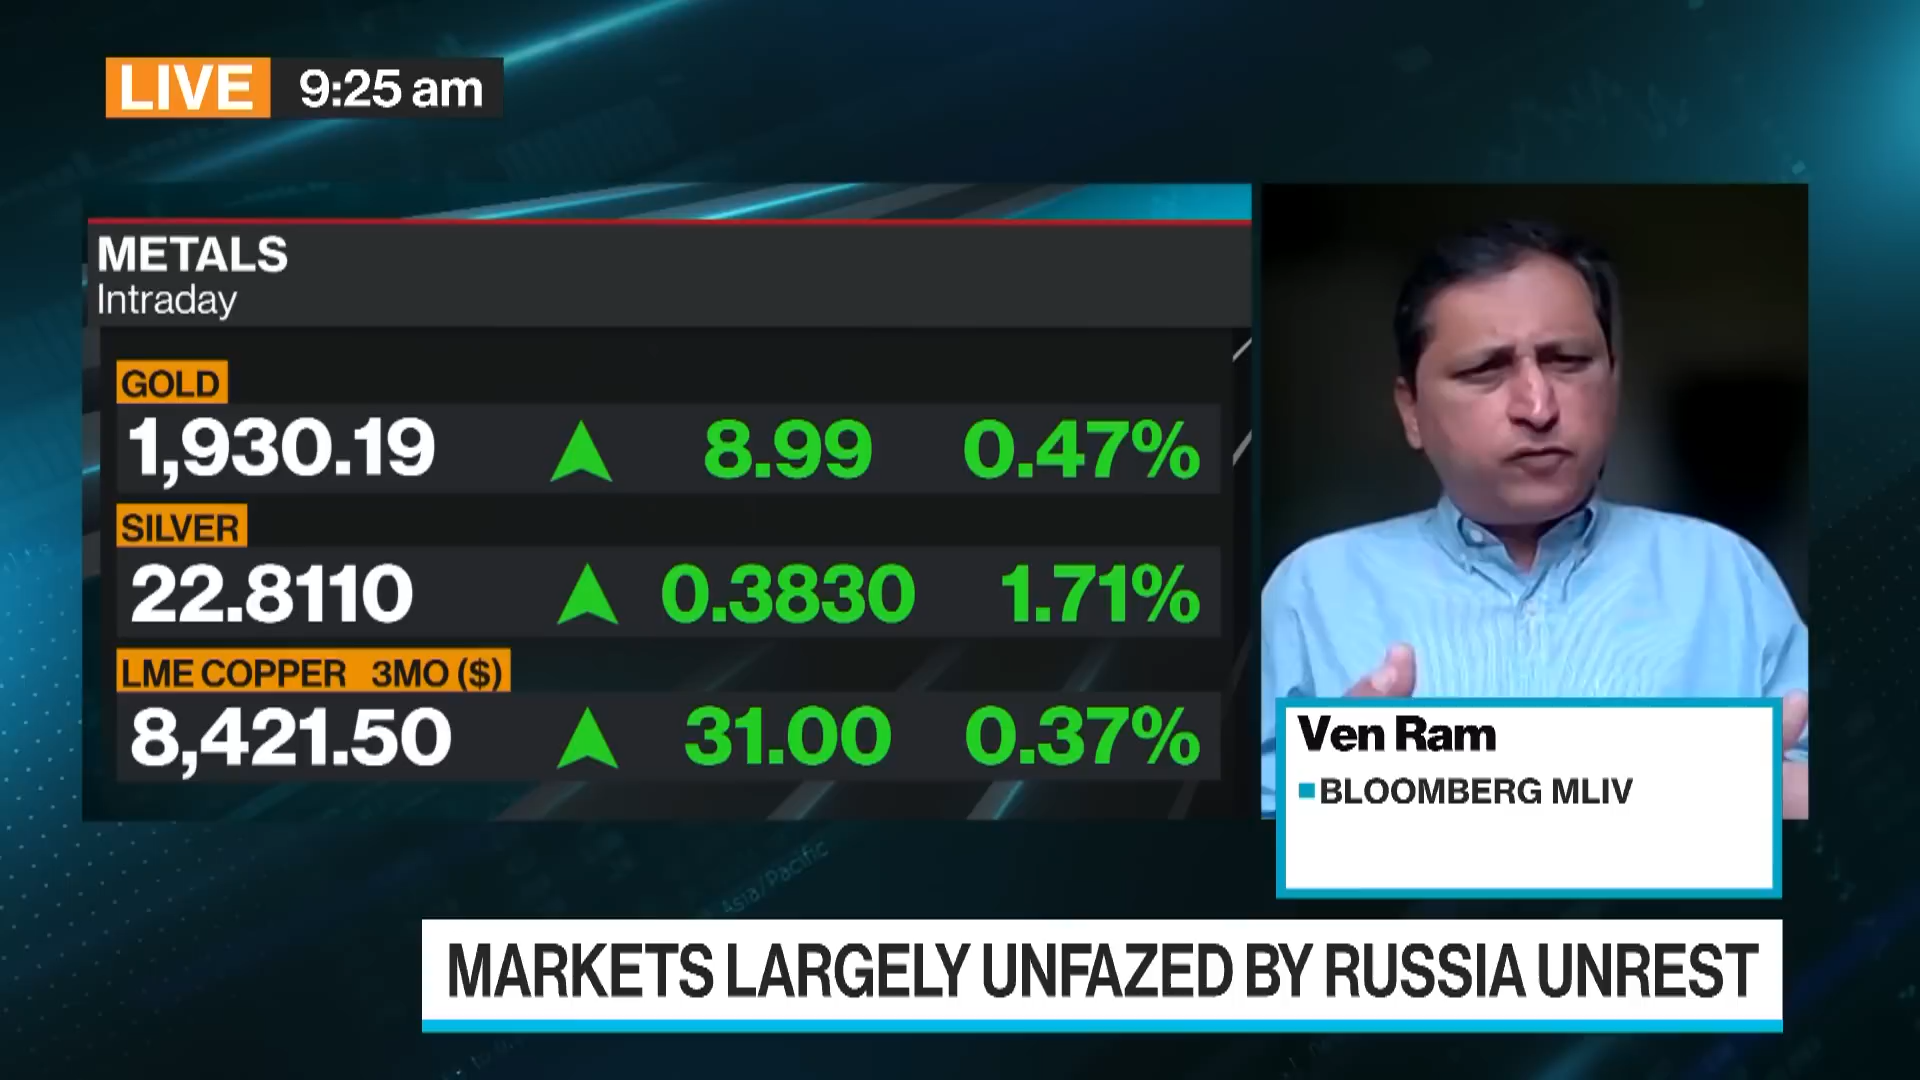 LIVE 9:25 am
METALS
Intraday
GOLD
1,930.19 8.99 0.47%
SILVER
22.8110 0.3830 1.71%
LME COPPER 3MO ($)
8,421.50 31.00 0.37%
Ven Ram
BLOOMBERG MLIV
Asia/Pacific
MARKETS LARGELY UNFAZED BY RUSSIA UNREST